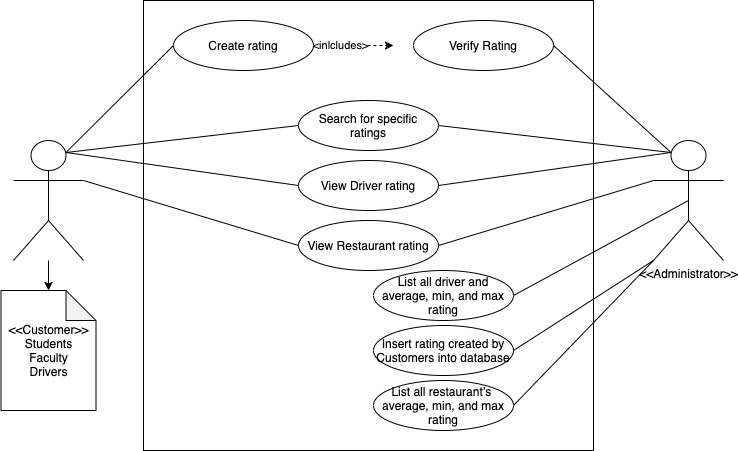 Create rating
<inlcludes>
Verify Rating
Search for specific
ratings
View Driver rating
View Restaurant rating
List all driver and
average, min, and max
rating
<<Administrator>>
<<Customer>>
Students
Faculty
Drivers
Insert rating created by
Customers into database
List all restaurant's
average, min, and max
rating